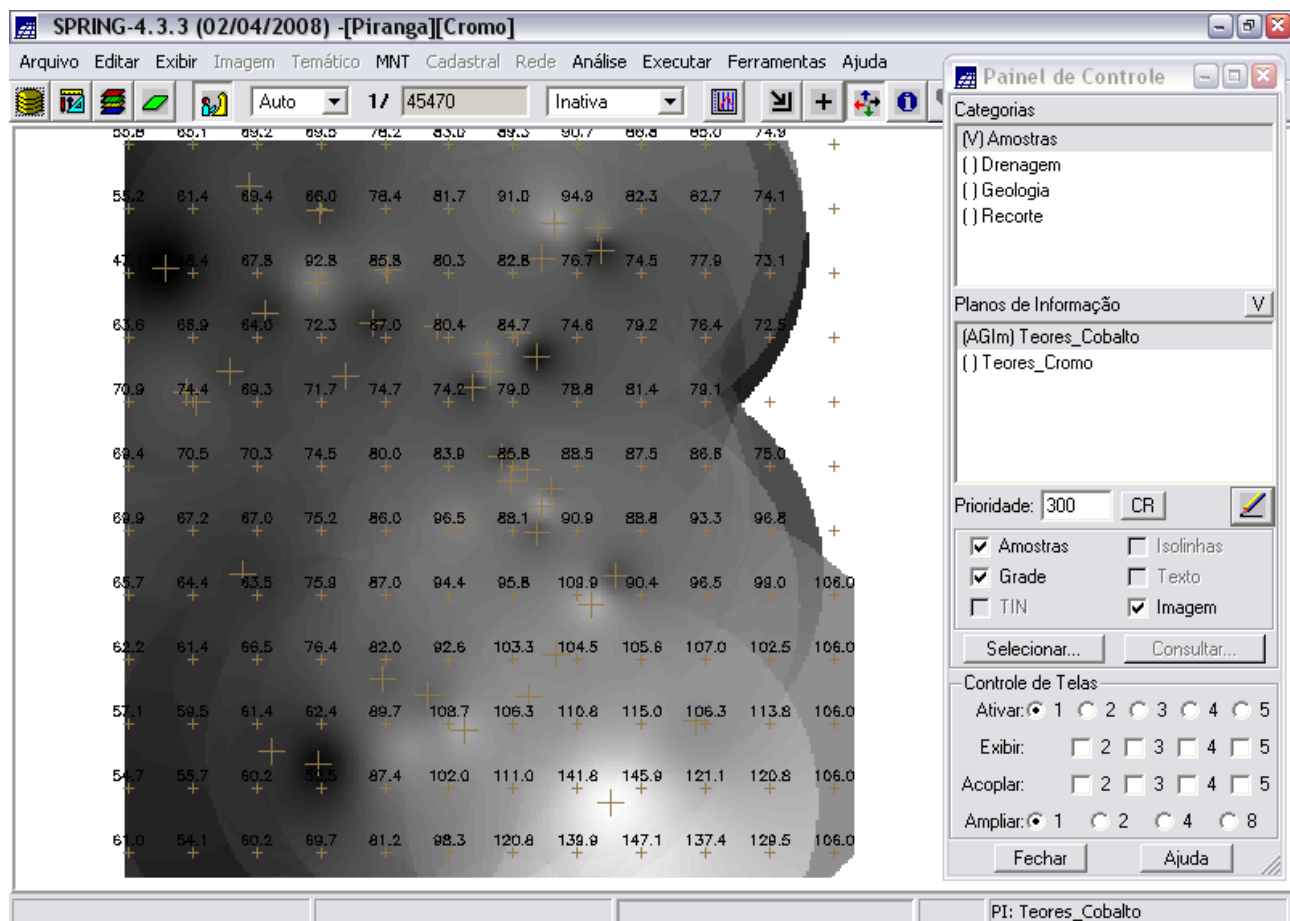 SPRING-4.3.3 (02/04/2008) -[Piranga][Cromo]
Arquivo Editar Exibir Imagem Temático MNT Cadastral Rede Análise Executar Ferramentas Ajuda
Auto 1/ 45470 Inativa
69.2 78.2 90.7 74.9
55.2 61.4 69.4 66.0 78.4 81.7 91.0 94.9 82.3 82.7 74.1
67.8 92.8 85.8 80.3 82.8 76.7 74.5 77.9 73.1
63.6 66.9 64.0 72.3 67.0 80.4 84.7 74.6 79.2 76.4 72.5
70.9 74.4 69.3 71.7 74.7 74.2 79.0 78.8 81.4 79.1
69.4 70.5 70.3 74.5 80.0 83.9 85.8 88.5 87.5 86.6 75.0
69.9 67.2 67.0 75.2 86.0 96.5 88.1 90.9 88.8 93.3 96.8
65.7 64.4 63.5 75.9 87.0 94.4 95.8 109.9 90.4 96.5 99.0 106.0
62.2 61.4 66.5 76.4 82.0 92.6 103.3 104.5 105.6 107.0 102.5 106.0
57.1 59.5 61.4 62.4 89.7 108.7 106.3 110.8 115.0 106.3 113.8 106.0
54.7 55.7 60.2 52.5 87.4 102.0 111.0 141.8 145.9 121.1 120.8 106.0
61.0 54.1 60.2 69.7 81.2 98.3 120.8 139.9 147.1 137.4 129.5 106.0
Painel de Controle
Categorias
(V) Amostras
( ) Drenagem
( ) Geologia
( ) Recorte
Planos de Informação V
(AGIm) Teores_Cobalto
( ) Teores_Cromo
Prioridade: 300 CR
Amostras Isolinhas
Grade Texto
TIN Imagem
Selecionar... Consultar...
Controle de Telas
Ativar: 1 2 3 4 5
Exibir: 2 3 4 5
Acoplar: 2 3 4 5
Ampliar: 1 2 4 8
Fechar Ajuda
PI: Teores_Cobalto